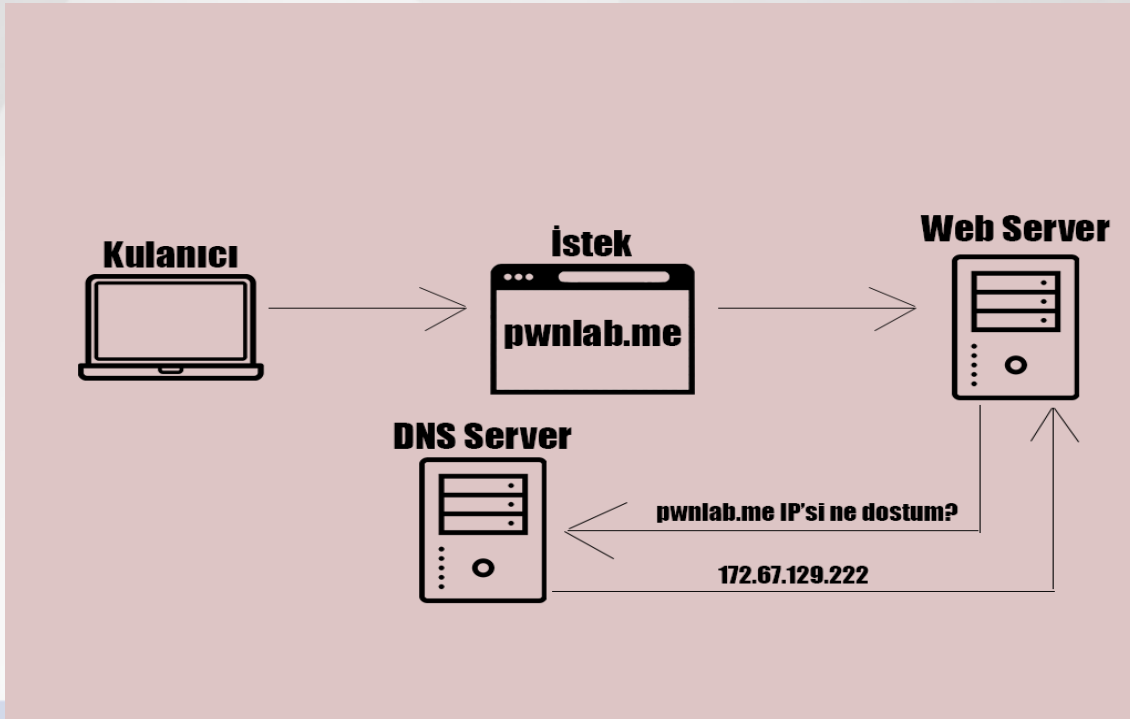 Kulanıcı
İstek
Web Server
pwnlab.me
DNS Server
pwnlab.me IP'si ne dostum?
172.67.129.222